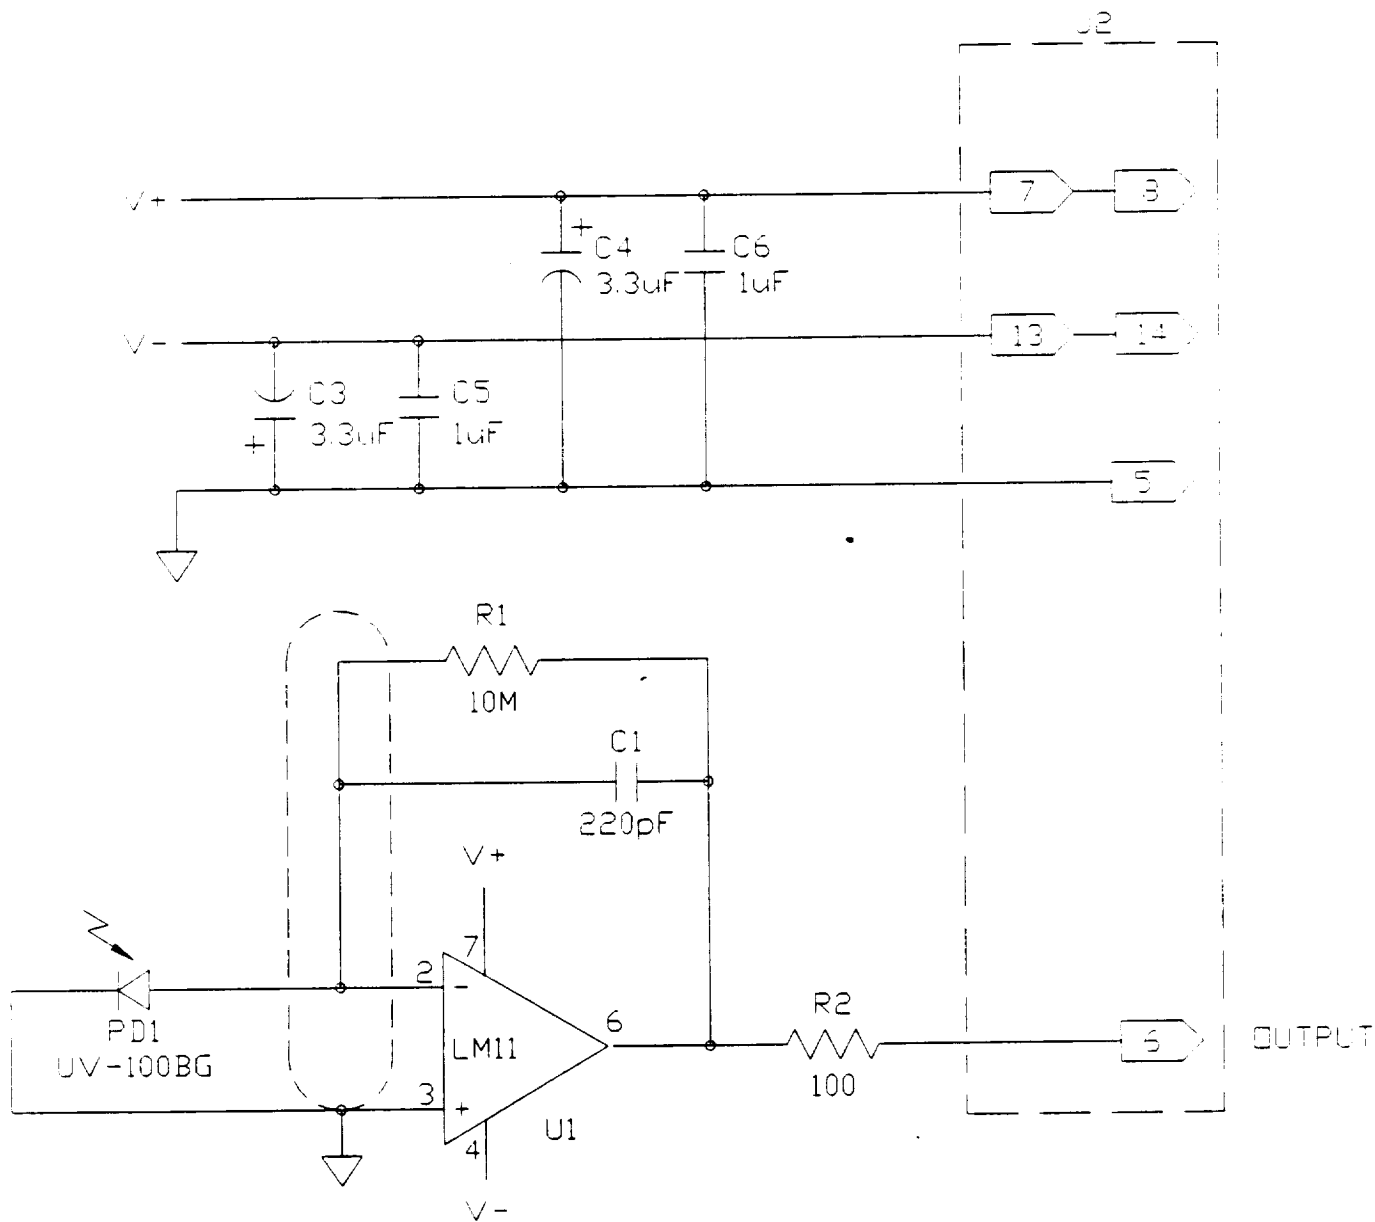 J2
V+
7
8
C4
3.3uF
C6
1uF
V-
13
14
C3
3.3uF
C5
1uF
5
R1
10M
C1
220pF
V+
7
2
PD1
UV-100BG
LM11
6
R2
100
6
OUTPUT
3
4
U1
V-